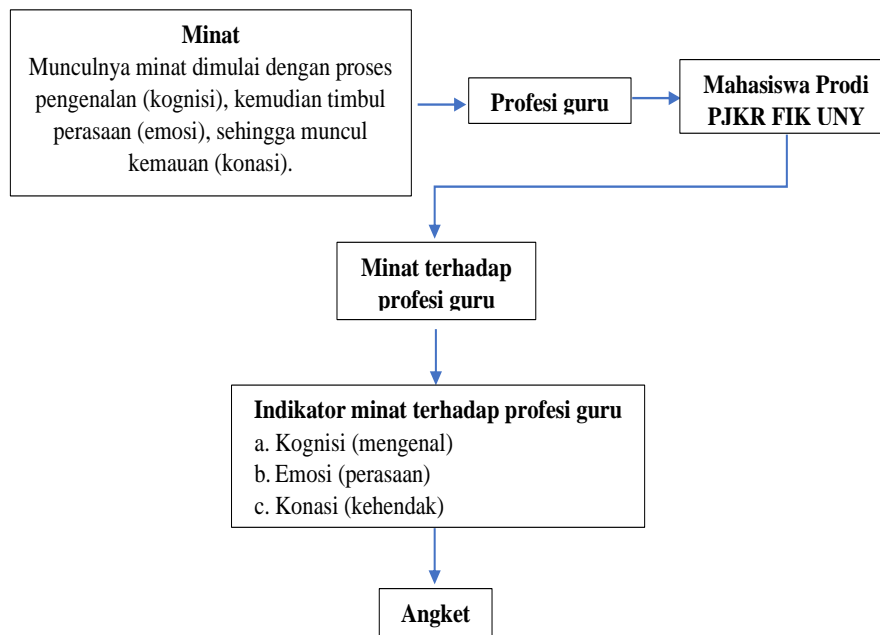 Minat
Munculnya minat dimulai dengan proses
pengenalan (kognisi), kemudian timbul
perasaan (emosi), sehingga muncul
kemauan (konasi).
Profesi guru
Mahasiswa Prodi
PJKR FIK UNY
Minat terhadap
profesi guru
Indikator minat terhadap profesi guru
a. Kognisi (mengenal)
b. Emosi (perasaan)
c. Konasi (kehendak)
Angket